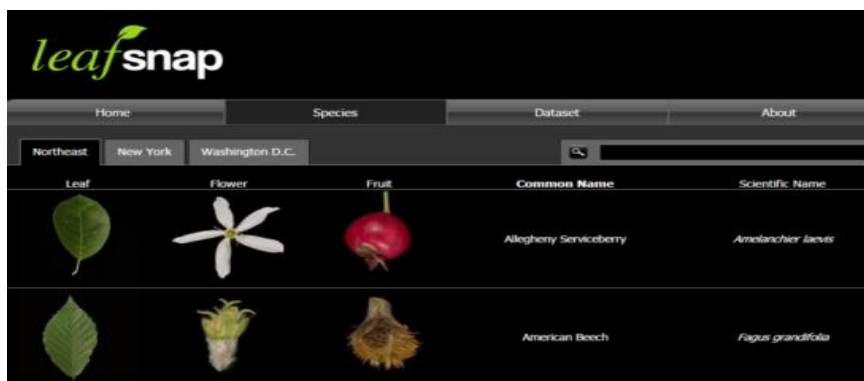 leafsnap
Home Species Dataset About
Northeast New York Washington D.C.
Leaf Flower Fruit Common Name Scientific Name
Allegheny Serviceberry Amelanchier laevis
American Beech Fagus grandifolia